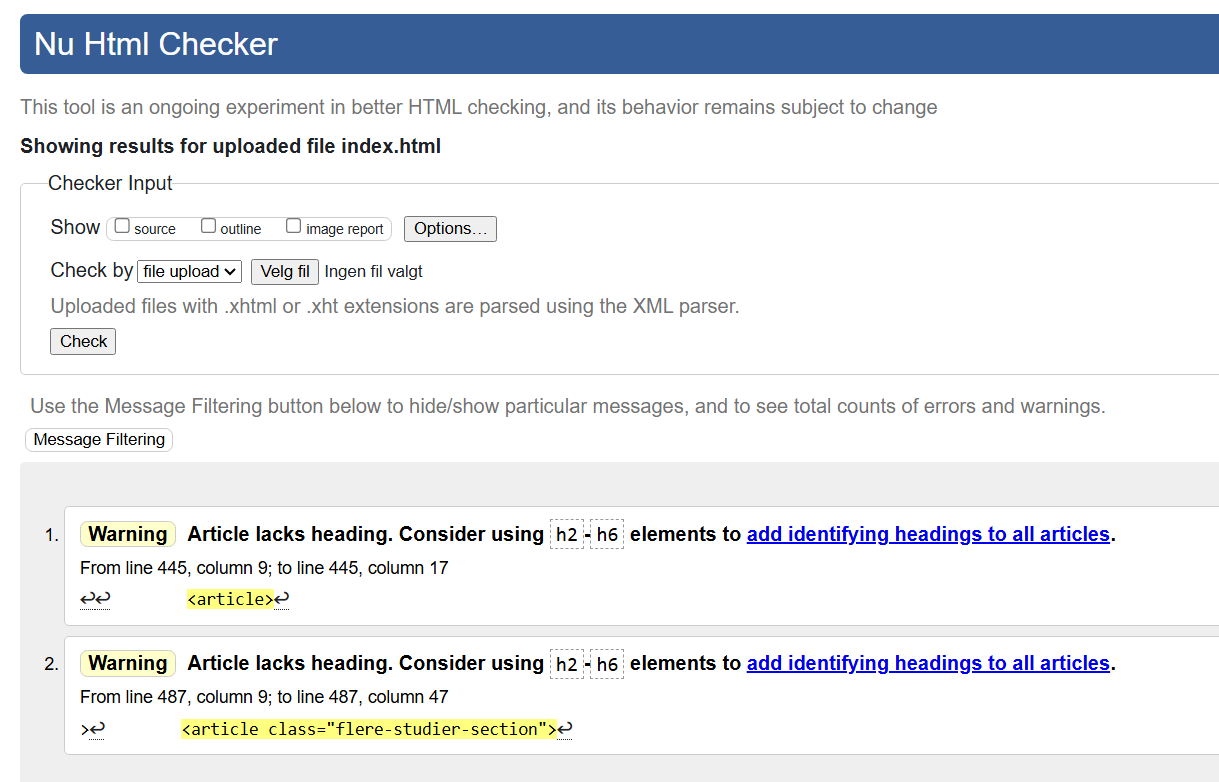 Nu Html Checker
This tool is an ongoing experiment in better HTML checking, and its behavior remains subject to change
Showing results for uploaded file index.html
Checker Input
Show source outline image report Options...
Check by file upload Velg fil Ingen fil valgt
Uploaded files with .xhtml or .xht extensions are parsed using the XML parser.
Check
Use the Message Filtering button below to hide/show particular messages, and to see total counts of errors and warnings.
Message Filtering
1. Warning Article lacks heading. Consider using h2-h6 elements to add identifying headings to all articles.
From line 445, column 9; to line 445, column 17
↩↩ <article>↩
2. Warning Article lacks heading. Consider using h2-h6 elements to add identifying headings to all articles.
From line 487, column 9; to line 487, column 47
>↩ <article class="flere-studier-section">↩